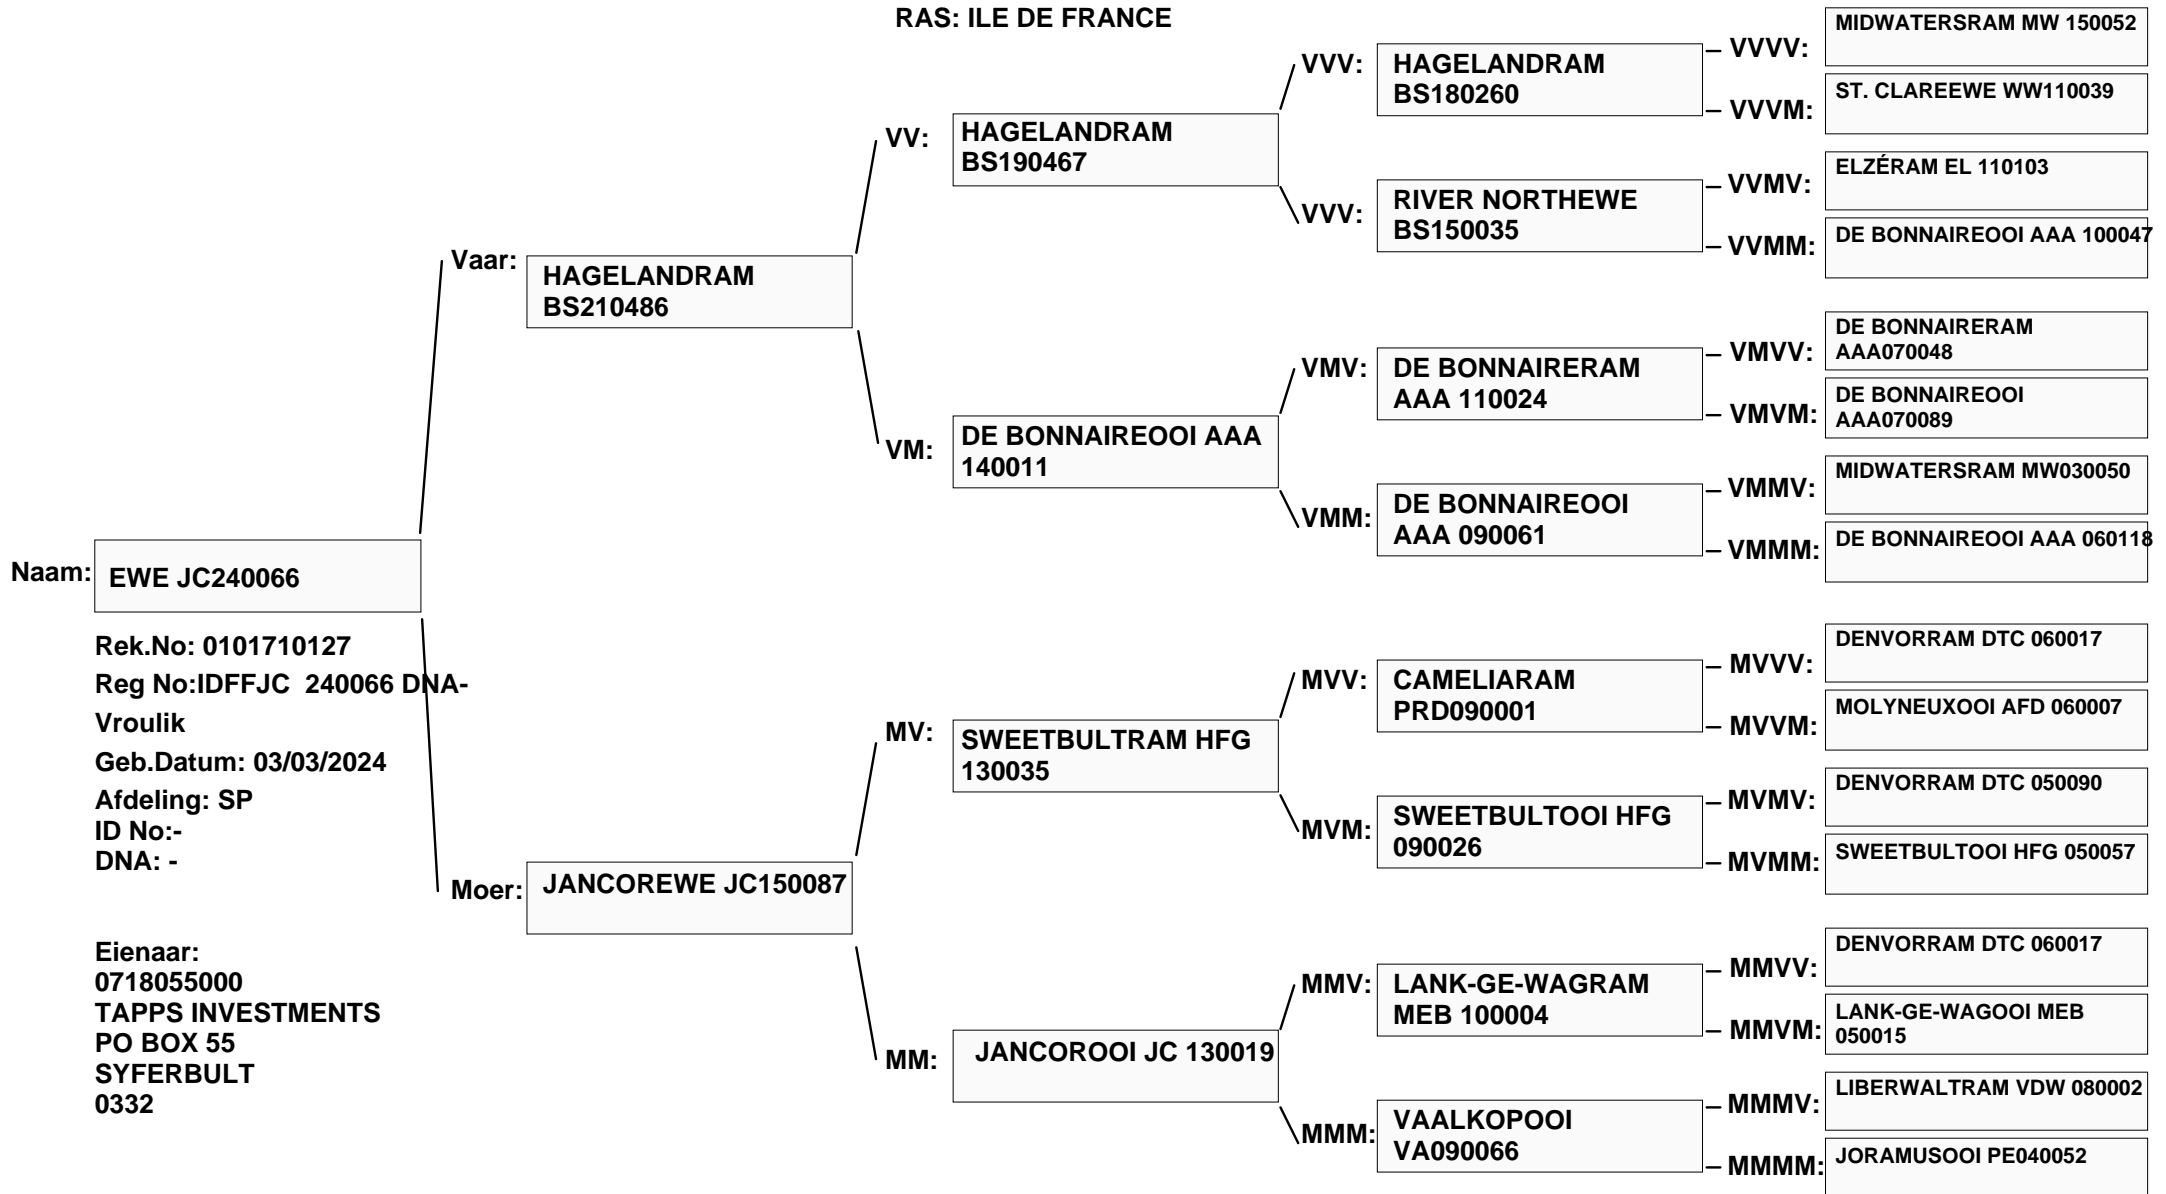 RAS: ILE DE FRANCE
Naam:
EWE JC240066
Rek.No: 0101710127
Reg No:IDFFJC  240066 DNA-
Vroulik
Geb.Datum: 03/03/2024
Afdeling: SP
ID No:-
DNA: -
Eienaar:
0718055000
TAPPS INVESTMENTS
PO BOX 55
SYFERBULT
0332
Vaar:
HAGELANDRAM
BS210486
Moer:
JANCOREWE JC150087
VV:
HAGELANDRAM
BS190467
VM:
DE BONNAIREOOI AAA
140011
MV:
SWEETBULTRAM HFG
130035
MM:
JANCOROOI JC 130019
VVV:
HAGELANDRAM
BS180260
VVV:
RIVER NORTHEWE
BS150035
VMV:
DE BONNAIRERAM
AAA 110024
VMM:
DE BONNAIREOOI
AAA 090061
MVV:
CAMELIARAM
PRD090001
MVM:
SWEETBULTOOI HFG
090026
MMV:
LANK-GE-WAGRAM
MEB 100004
MMM:
VAALKOPOOI
VA090066
VVVV:
MIDWATERSRAM MW 150052
VVVM:
ST. CLAREEWE WW110039
VVMV:
ELZÉRAM EL 110103
VVMM:
DE BONNAIREOOI AAA 100047
VMVV:
DE BONNAIRERAM
AAA070048
VMVM:
DE BONNAIREOOI
AAA070089
VMMV:
MIDWATERSRAM MW030050
VMMM:
DE BONNAIREOOI AAA 060118
MVVV:
DENVORRAM DTC 060017
MVVM:
MOLYNEUXOOI AFD 060007
MVMV:
DENVORRAM DTC 050090
MVMM:
SWEETBULTOOI HFG 050057
MMVV:
DENVORRAM DTC 060017
MMVM:
LANK-GE-WAGOOI MEB
050015
MMMV:
LIBERWALTRAM VDW 080002
MMMM:
JORAMUSOOI PE040052